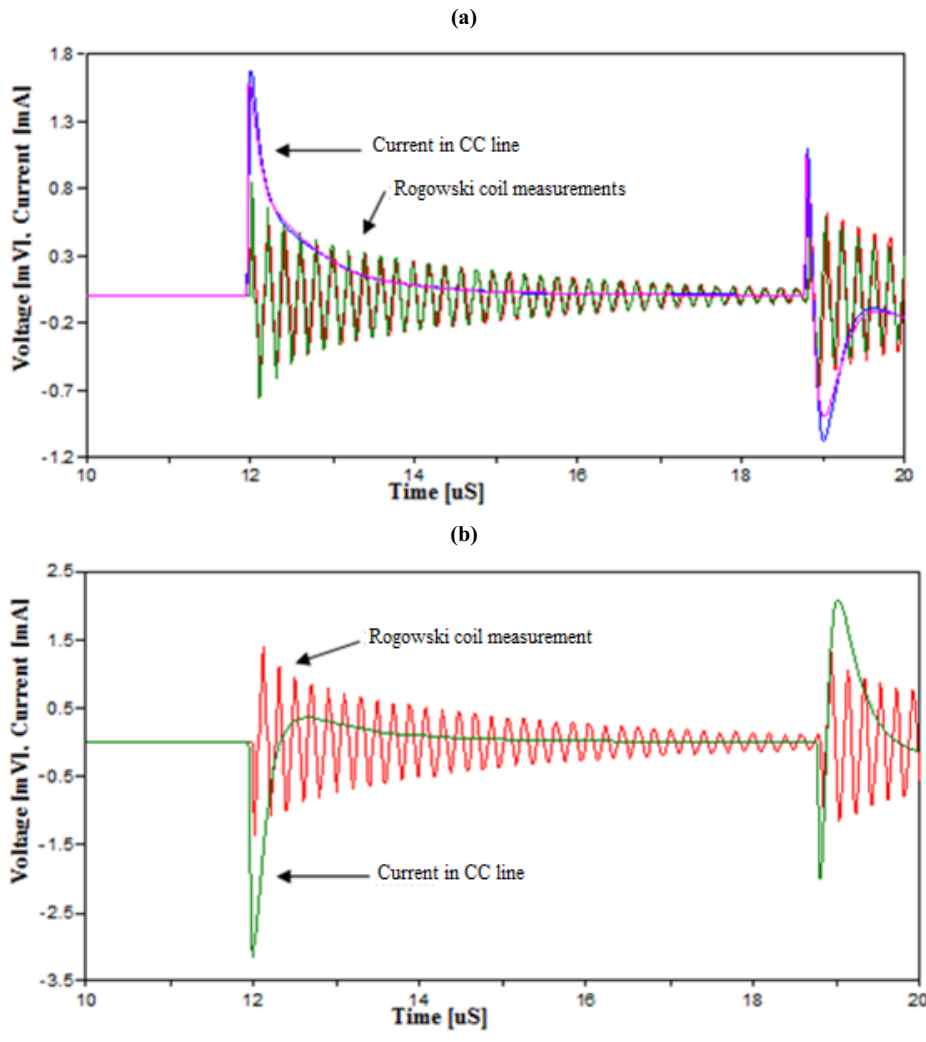 (a)
Voltage [mV]. Current [mA]
1.8
1.3
0.8
0.3
-0.2
-0.7
-1.2
Current in CC line
Rogowski coil measurements
10
12
14
16
18
20
Time [uS]
(b)
Voltage [mV]. Current [mA]
2.5
1.5
0.5
-0.5
-1.5
-2.5
-3.5
Rogowski coil measurement
Current in CC line
10
12
14
16
18
20
Time [uS]